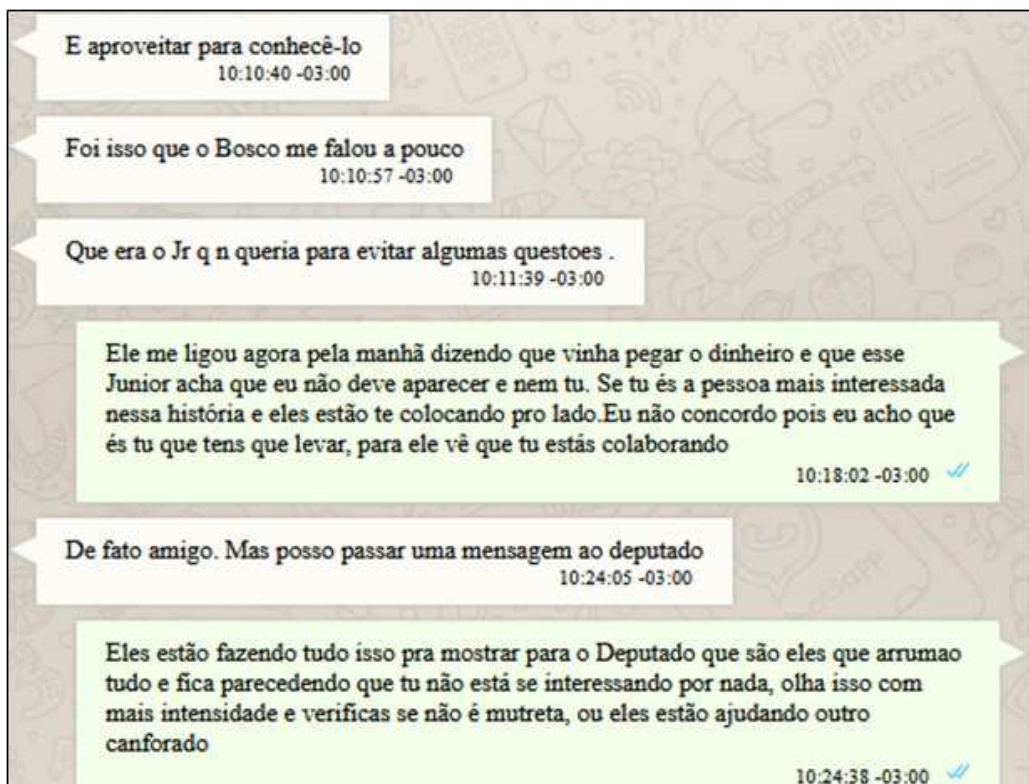 E aproveitar para conhecê-lo
10:10:40 -03:00
Foi isso que o Bosco me falou a pouco
10:10:57 -03:00
Que era o Jr q n queria para evitar algumas questoes .
10:11:39 -03:00
Ele me ligou agora pela manhã dizendo que vinha pegar o dinheiro e que esse
Junior acha que eu não deve aparecer e nem tu. Se tu és a pessoa mais interessada
nessa história e eles estão te colocando pro lado.Eu não concordo pois eu acho que
és tu que tens que levar, para ele vê que tu estás colaborando
10:18:02 -03:00
De fato amigo. Mas posso passar uma mensagem ao deputado
10:24:05 -03:00
Eles estão fazendo tudo isso pra mostrar para o Deputado que são eles que arrumao
tudo e fica parecedendo que tu não está se interessando por nada, olha isso com
mais intensidade e verificas se não é mutreta, ou eles estão ajudando outro
canforado
10:24:38 -03:00